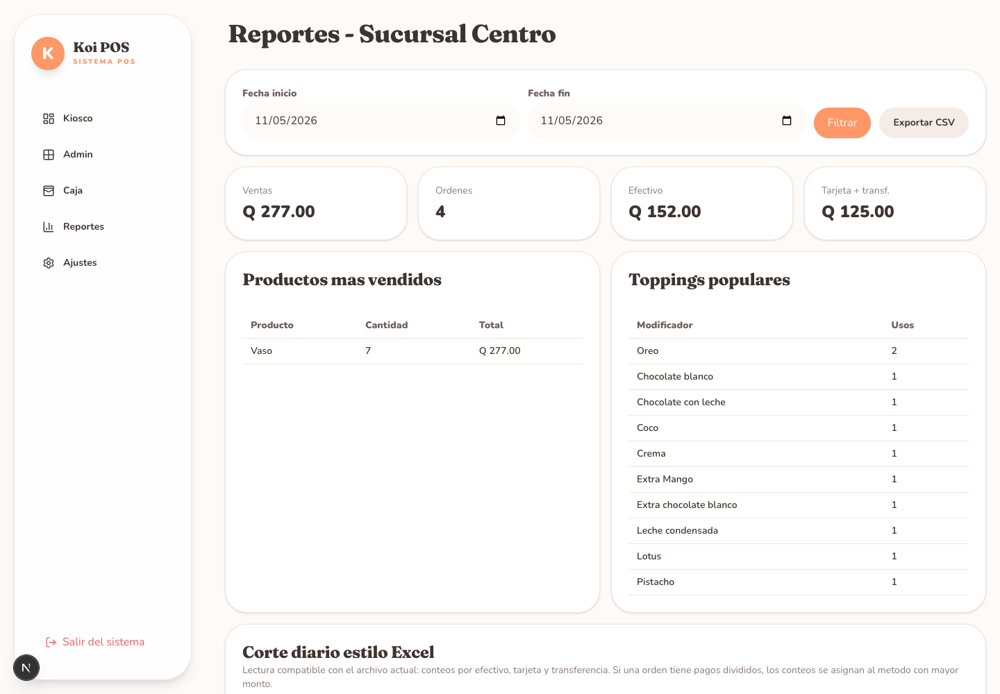 K
Koi POS
SISTEMA POS
Kiosco
Admin
Caja
Reportes
Ajustes
Salir del sistema
N
Reportes - Sucursal Centro
Fecha inicio
11/05/2026
Fecha fin
11/05/2026
Filtrar
Exportar CSV
Ventas
Q 277.00
Ordenes
4
Efectivo
Q 152.00
Tarjeta + transf.
Q 125.00
Productos mas vendidos
Producto Cantidad Total
Vaso 7 Q 277.00
Toppings populares
Modificador Usos
Oreo 2
Chocolate blanco 1
Chocolate con leche 1
Coco 1
Crema 1
Extra Mango 1
Extra chocolate blanco 1
Leche condensada 1
Lotus 1
Pistacho 1
Corte diario estilo Excel
Lectura compatible con el archivo actual: conteos por efectivo, tarjeta y transferencia. Si una orden tiene pagos divididos, los conteos se asignan al metodo con mayor
monto.